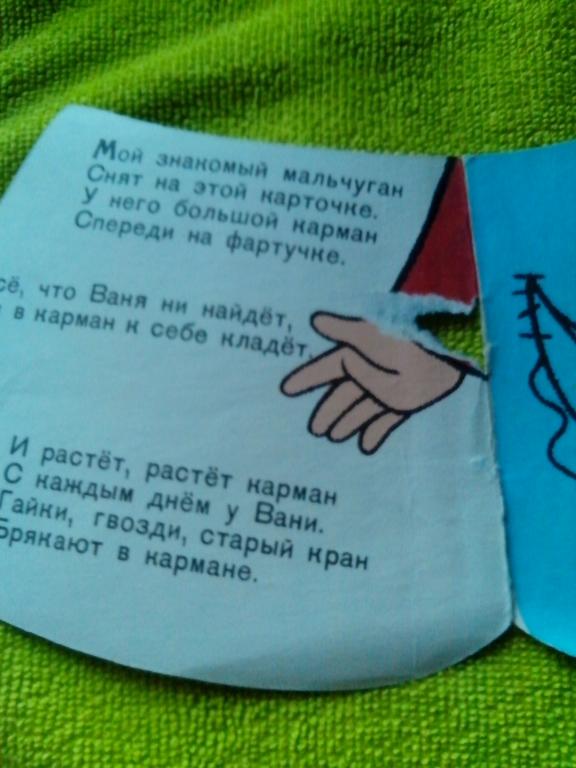 Мой знакомый мальчуган
Снят на этой карточке.
У него большой карман
Спереди на фартучке.
сё, что Ваня ни найдёт,
в карман к себе кладёт.
И растёт, растёт карман
С каждым днём у Вани.
Гайки, гвозди, старый кран
Брякают в кармане.